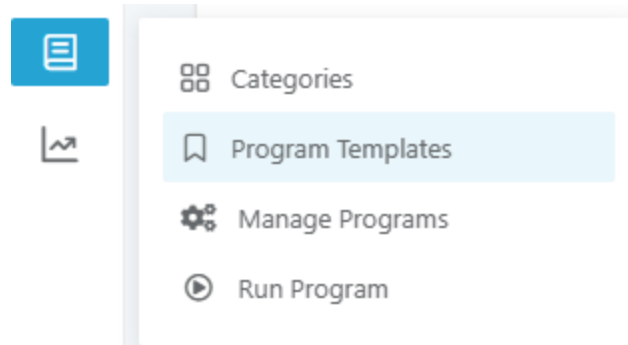 Categories
Program Templates
Manage Programs
Run Program